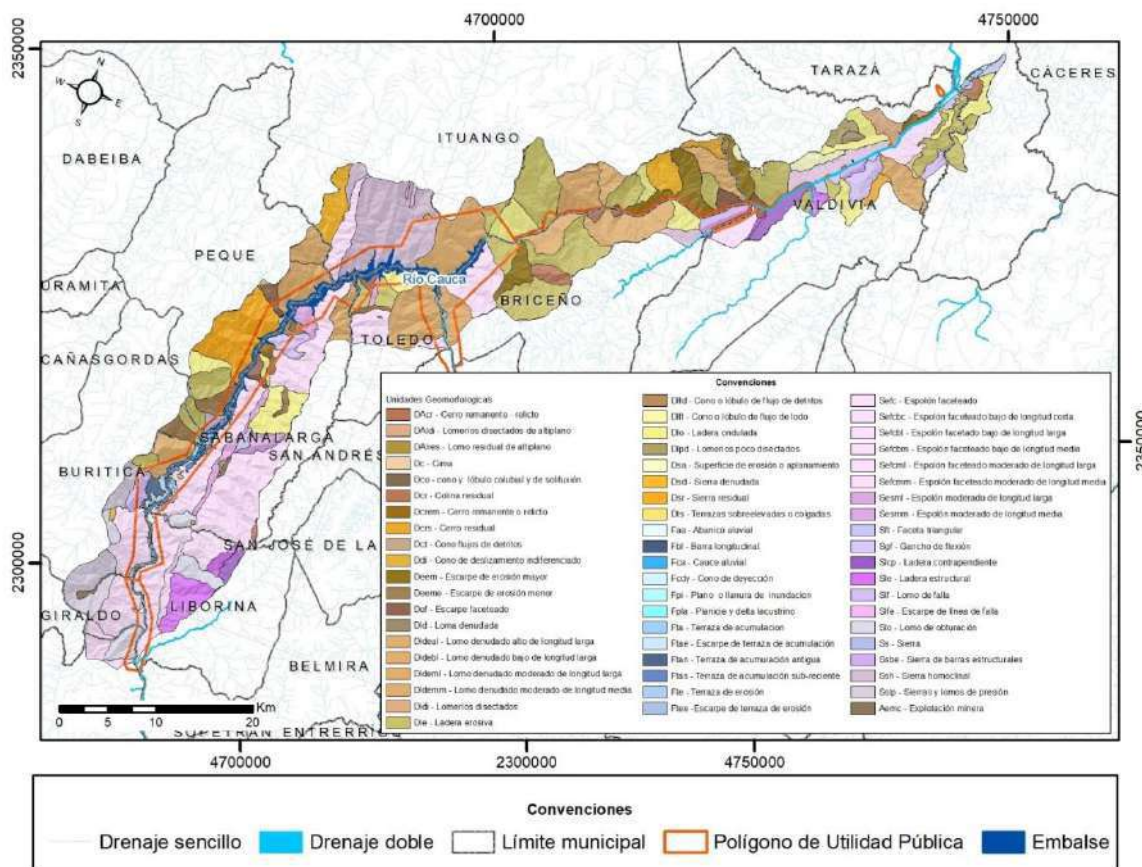 4700000
4750000
2350000
N
W
E
S
TARAZÁ
CÁCERES
ITUANGO
DABEIBA
VALDIVIA
PEQUE
URAMITA
Río Cauca
BRICEÑO
TOLEDO
CAÑASGORDAS
SABANALARGA
SAN ANDRÉS
BURITICÁ
SAN JOSÉ DE LA
LIBORINA
GIRALDO
BELMIRA
2300000
2350000
Km
0 5 10 20
4700000
2300000
4750000
Convenciones
Unidades Geomorfologicas
DAcr - Cerro remanente - relicto
DAldi - Lomerios disectados de altiplano
DAxes - Lomo residual de altiplano
Dc - Cima
Dco - cono y lóbulo coluvial y de soliflución
Dcr - Colina residual
Dcrem - Cerro remanente o relicto
Dcrs - Cerro residual
Dct - Cono flujos de detritos
Ddi - Cono de deslizamiento indiferenciado
Deem - Escarpe de erosión mayor
Deeme - Escarpe de erosión menor
Def - Escarpe faceteado
Dld - Loma denudada
Dldeal - Lomo denudado alto de longitud larga
Dldebl - Lomo denudado bajo de longitud larga
Dldeml - Lomo denudado moderado de longitud larga
Dldemm - Lomo denudado moderado de longitud media
Dldi - Lomerios disectados
Dle - Ladera erosiva
Dlfd - Cono o lóbulo de flujo de detritos
Dlfl - Cono o lóbulo de flujo de lodo
Dlo - Ladera ondulada
Dlpd - Lomerios poco disectados
Dsa - Superficie de erosión o aplanamiento
Dsd - Sierra denudada
Dsr - Sierra residual
Dts - Terrazas sobreelevadas o colgadas
Faa - Abanico aluvial
Fbl - Barra longitudinal
Fca - Cauce aluvial
Fcdy - Cono de deyección
Fpi - Plano o llanura de inundacion
Fpla - Planicie y delta lacustrino
Fta - Terraza de acumulacion
Ftae - Escarpe de terraza de acumulación
Ftan - Terraza de acumulación antigua
Ftas - Terraza de acumulación sub-reciente
Fte - Terraza de erosión
Ftee - Escarpe de terraza de erosión
Sefc - Espolón faceteado
Sefcbc - Espolón faceteado bajo de longitud corta
Sefcbl - Espolón facetado bajo de longitud larga
Sefcbm - Espolón faceteado bajo de longitud media
Sefcml - Espolón faceteado moderado de longitud larga
Sefcmm - Espolón faceteado moderado de longitud media
Sesml - Espolón moderado de longitud larga
Sesmm - Espolón moderado de longitud media
Sft - Faceta triangular
Sgf - Gancho de flexión
Slcp - Ladera contrapendiente
Sle - Ladera estructural
Slf - Lomo de falla
Slfe - Escarpe de línea de falla
Slo - Lomo de obturación
Ss - Sierra
Ssbe - Sierra de barras estructurales
Ssh - Sierra homoclinal
Sslp - Sierras y lomos de presión
Aemc - Explotación minera
Convenciones
Drenaje sencillo
Drenaje doble
Límite municipal
Polígono de Utilidad Pública
Embalse